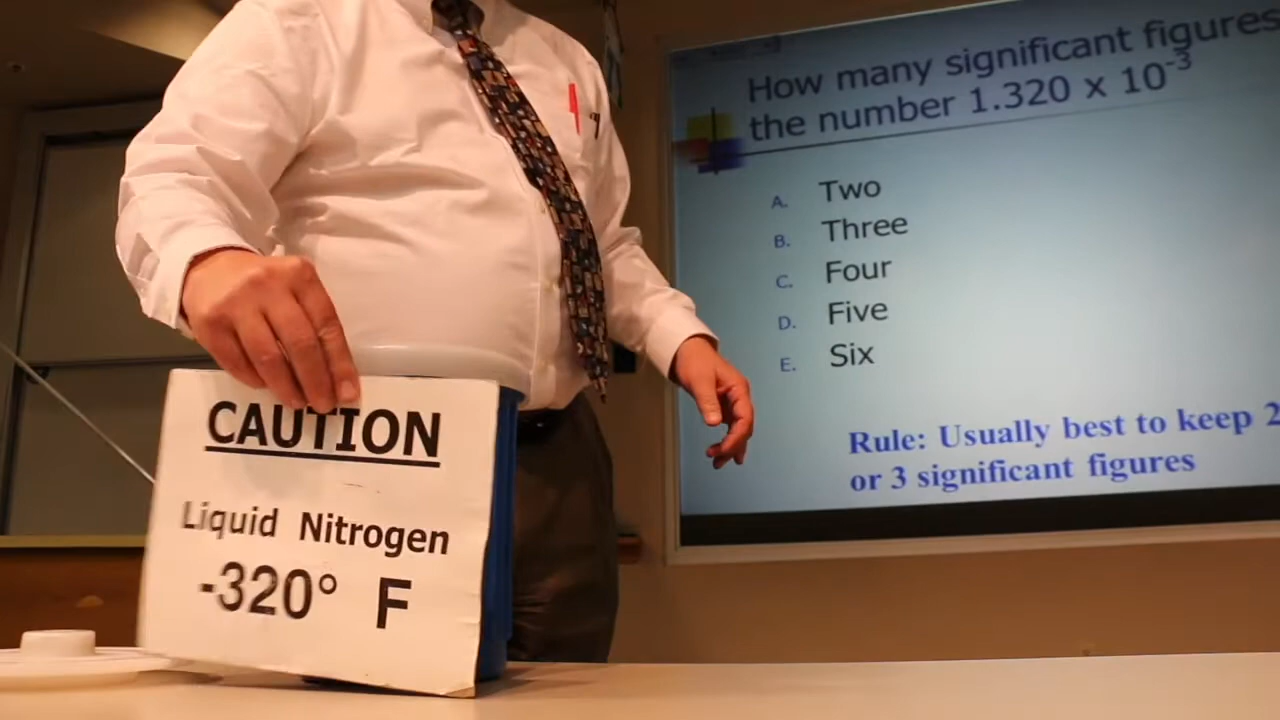 How many significant figures
the number 1.320 x 10⁻³
A. Two
B. Three
C. Four
D. Five
E. Six
Rule: Usually best to keep 2
or 3 significant figures
CAUTION
Liquid Nitrogen
-320° F